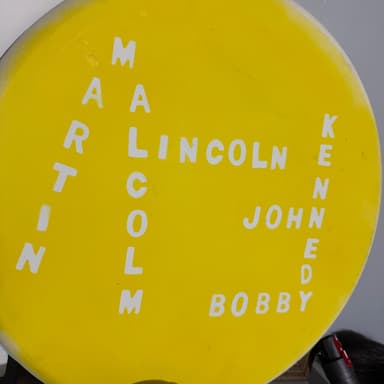 MARTIN
MALCOLM
LINCOLN
KENNEDY
JOHN
BOBBY